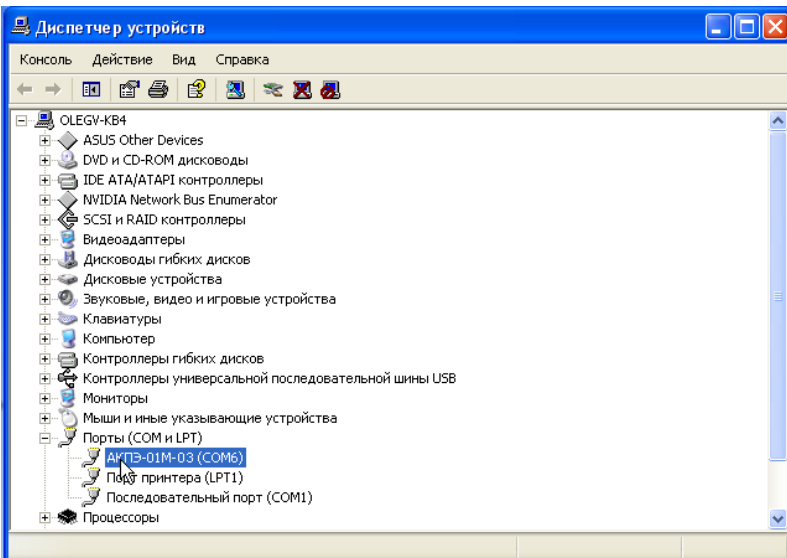 Диспетчер устройств
Консоль Действие Вид Справка
OLEGV-KB4
ASUS Other Devices
DVD и CD-ROM дисководы
IDE ATA/ATAPI контроллеры
NVIDIA Network Bus Enumerator
SCSI и RAID контроллеры
Видеоадаптеры
Дисководы гибких дисков
Дисковые устройства
Звуковые, видео и игровые устройства
Клавиатуры
Компьютер
Контроллеры гибких дисков
Контроллеры универсальной последовательной шины USB
Мониторы
Мыши и иные указывающие устройства
Порты (COM и LPT)
АКПЭ-01М-03 (COM6)
Порт принтера (LPT1)
Последовательный порт (COM1)
Процессоры